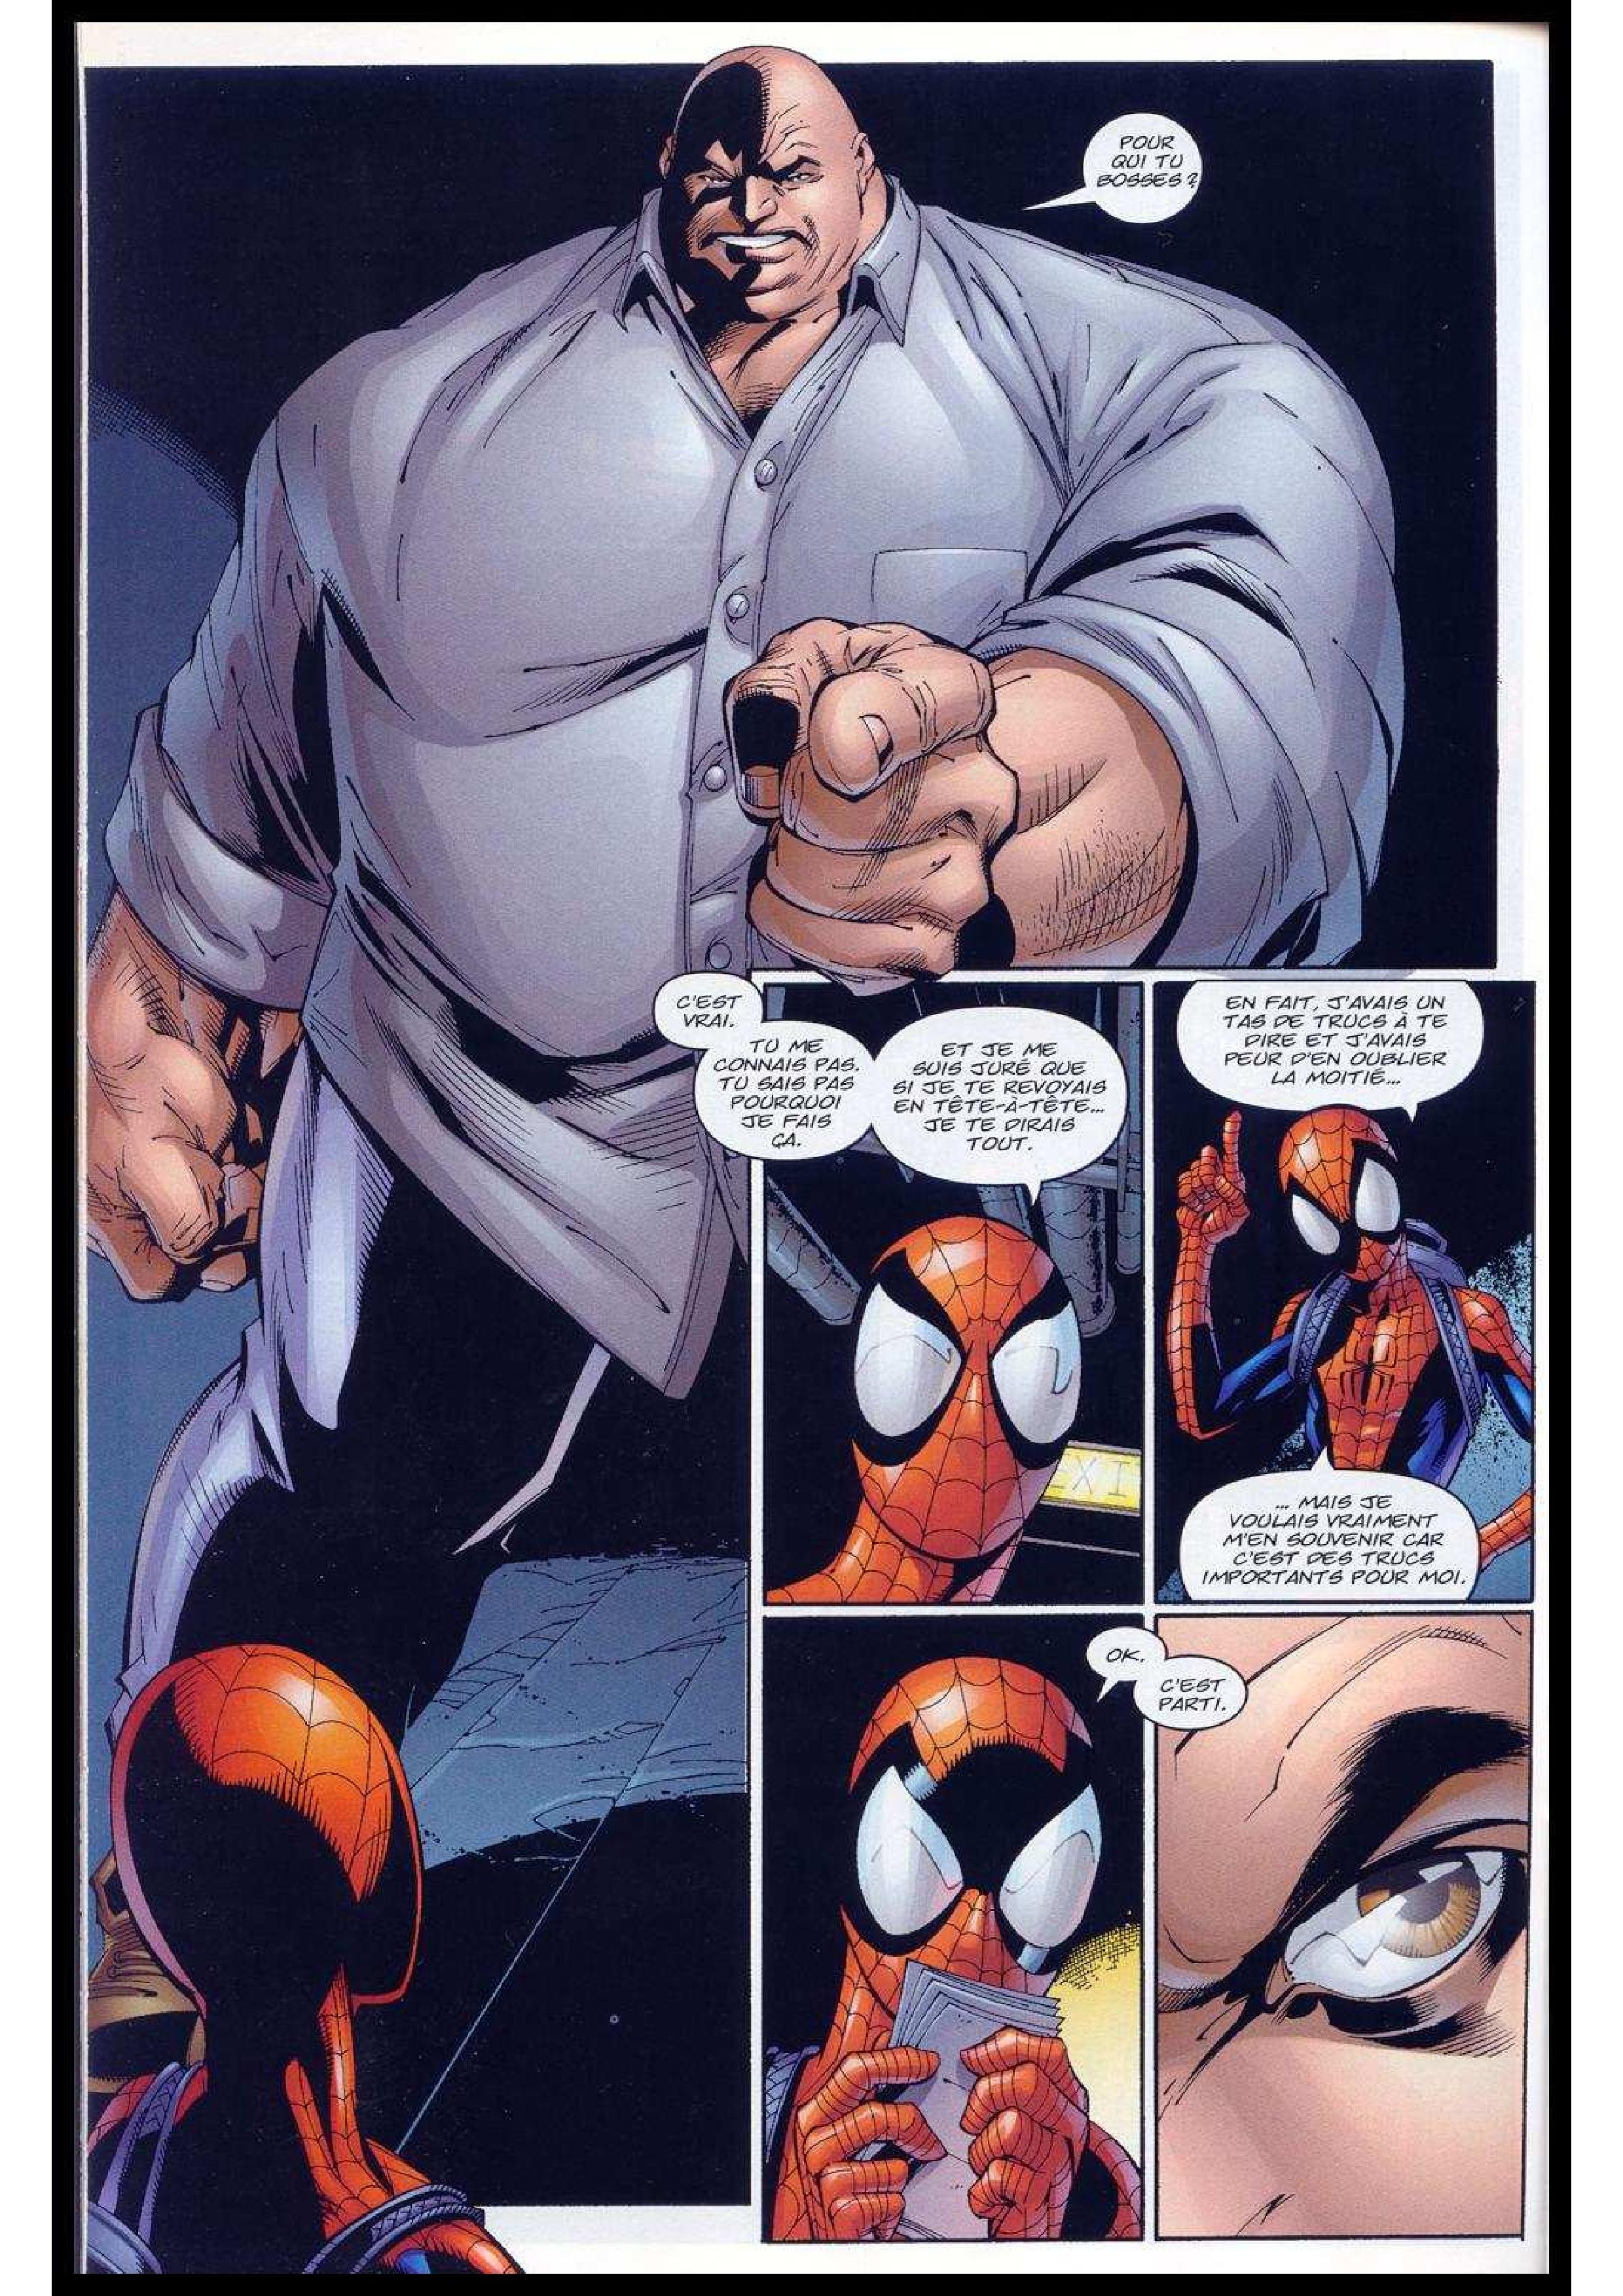 POUR
QUI TU
BOSSES ?
C'EST
VRAI.
TU ME
CONNAIS PAS.
TU SAIS PAS
POURQUOI
JE FAIS
ÇA.
ET JE ME
SUIS JURÉ QUE
SI JE TE REVOYAIS
EN TÊTE-À-TÊTE...
JE TE DIRAIS
TOUT.
EXI
EN FAIT, J'AVAIS UN
TAS DE TRUCS À TE
DIRE ET J'AVAIS
PEUR D'EN OUBLIER
LA MOITIÉ...
... MAIS JE
VOULAIS VRAIMENT
M'EN SOUVENIR CAR
C'EST DES TRUCS
IMPORTANTS POUR MOI.
OK.
C'EST
PARTI.